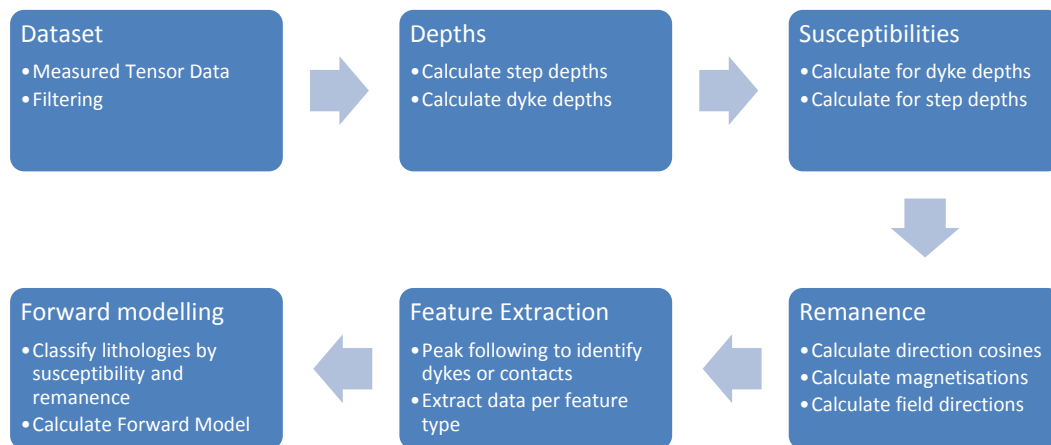 Dataset
•Measured Tensor Data
•Filtering
Depths
•Calculate step depths
•Calculate dyke depths
Susceptibilities
•Calculate for dyke depths
•Calculate for step depths
Remanence
•Calculate direction cosines
•Calculate magnetisations
•Calculate field directions
Feature Extraction
•Peak following to identify
dykes or contacts
•Extract data per feature
type
Forward modelling
•Classify lithologies by
susceptibility and
remanence
•Calculate Forward Model